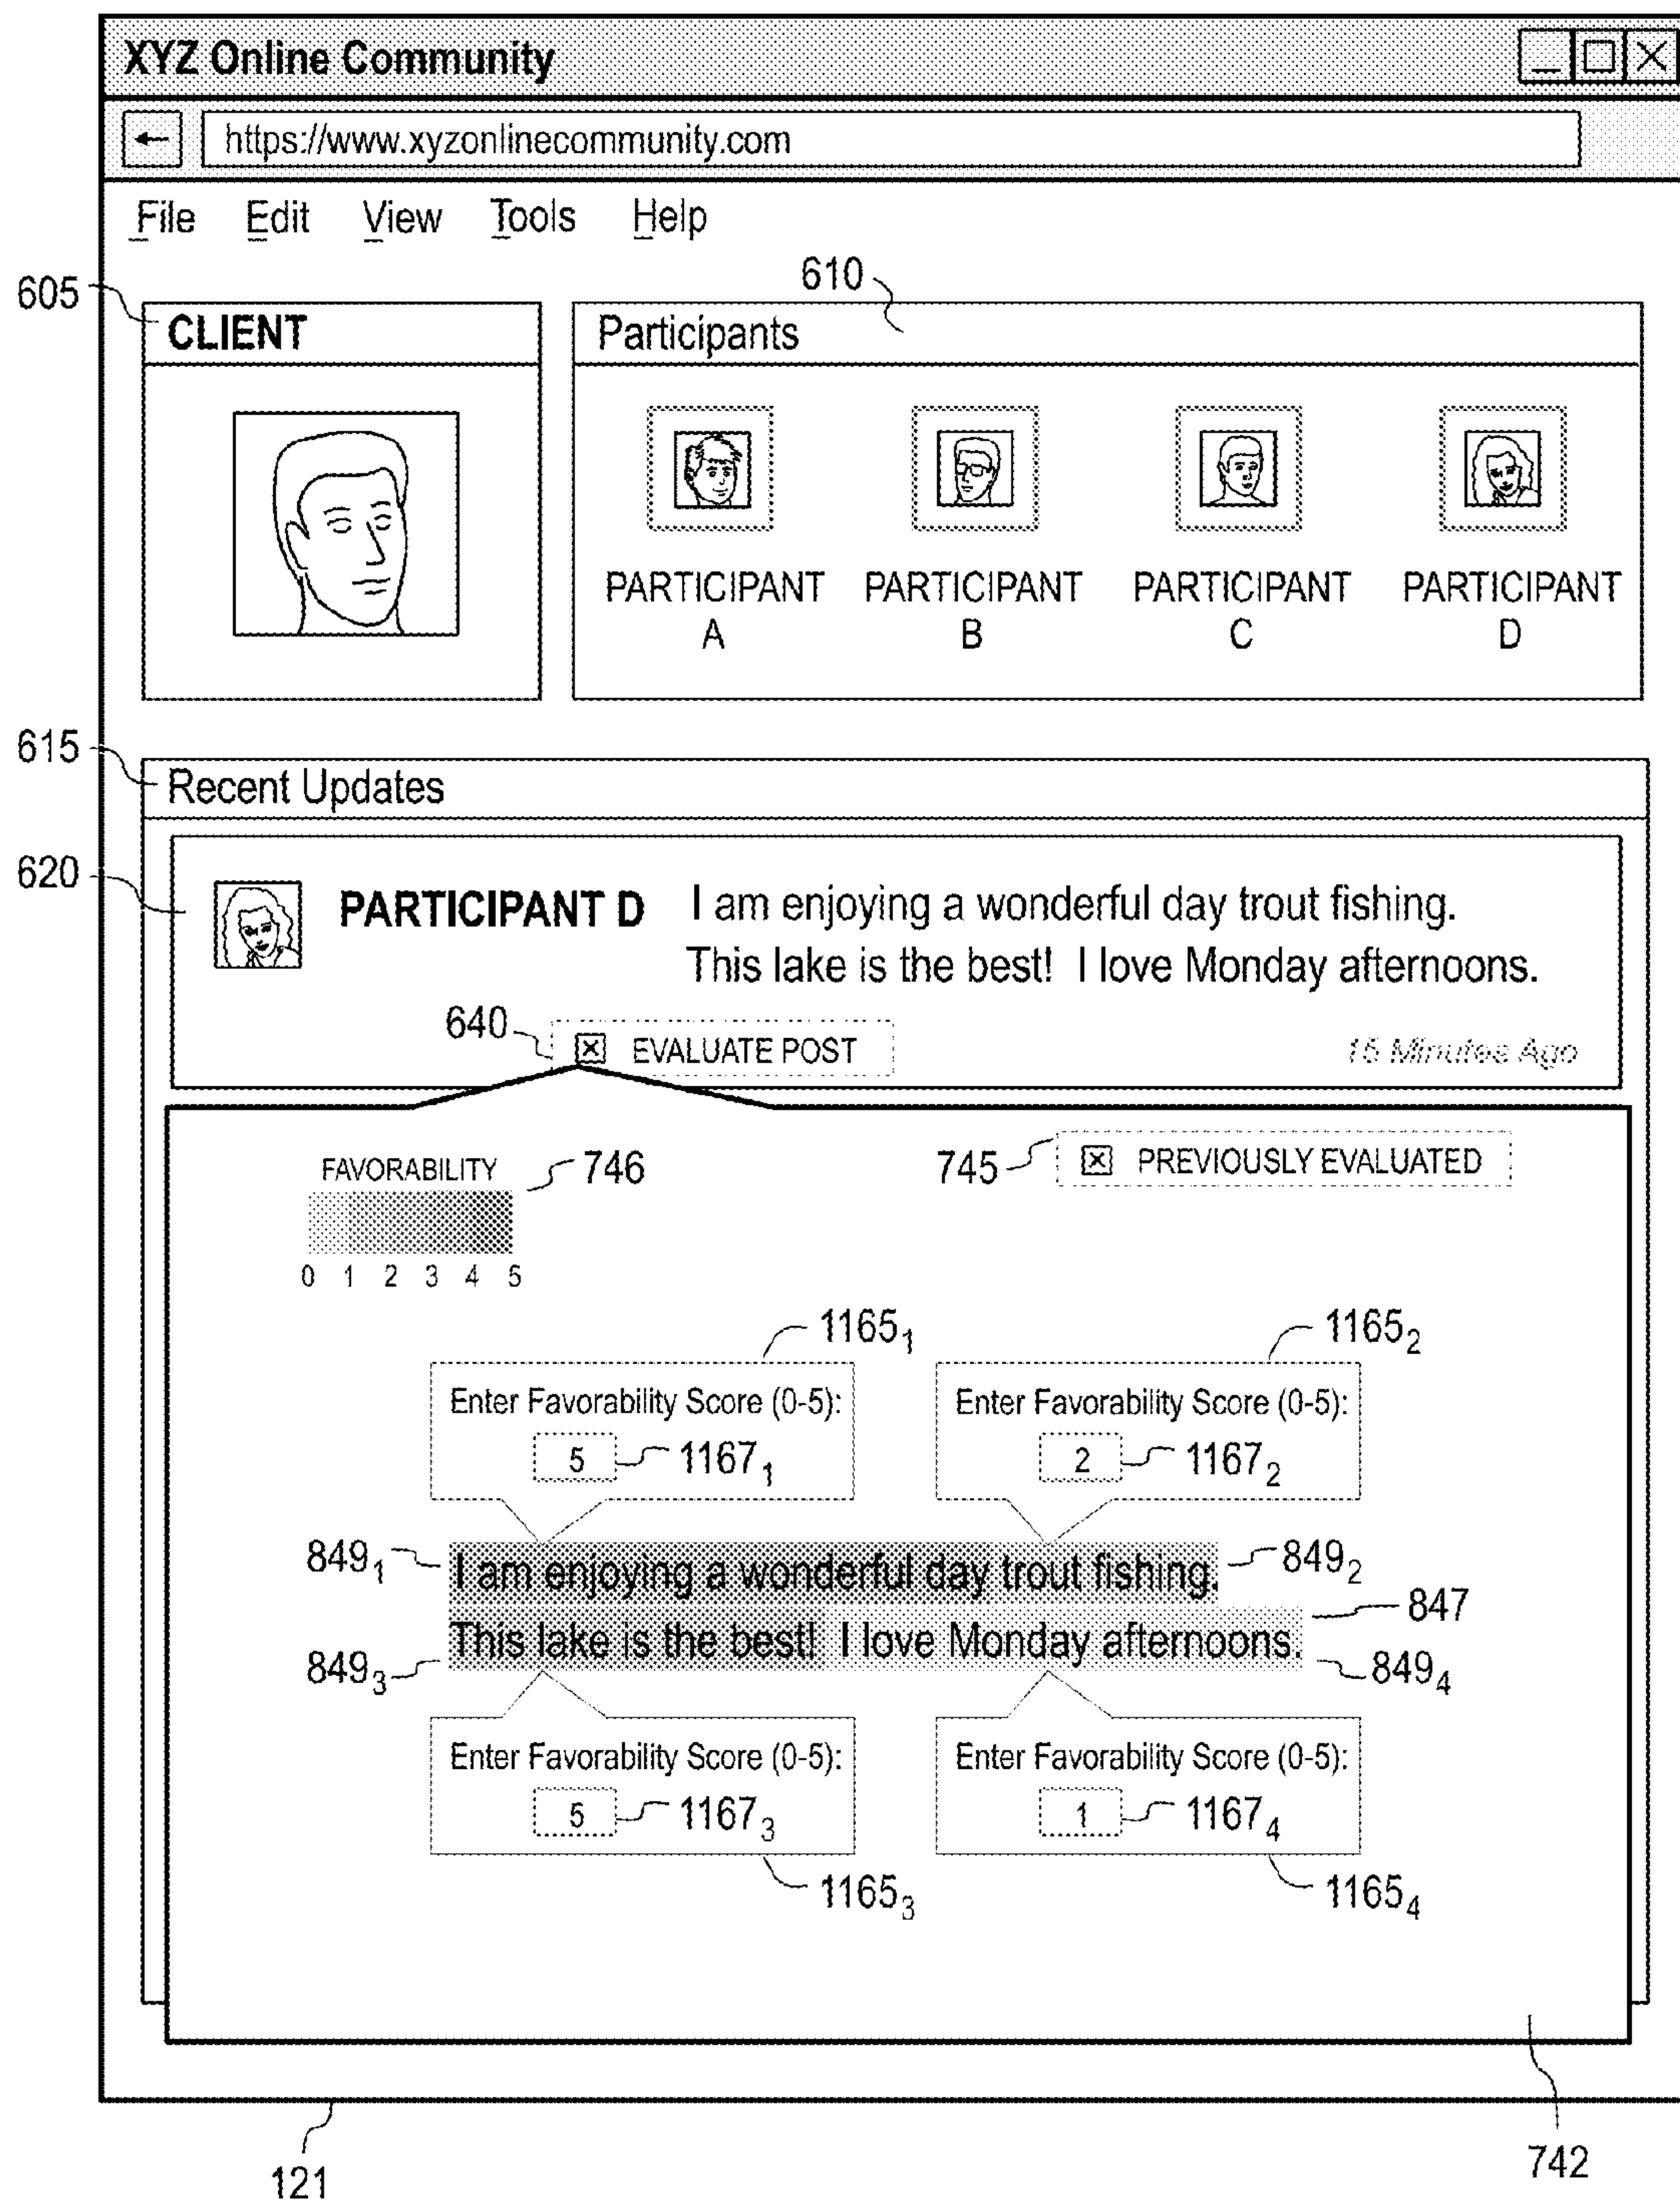 XYZ Online Community
https://www.xyzonlinecommunity.com
File Edit View Tools Help
605
610
CLIENT
Participants
PARTICIPANT A
PARTICIPANT B
PARTICIPANT C
PARTICIPANT D
615
Recent Updates
620
PARTICIPANT D
I am enjoying a wonderful day trout fishing.
This lake is the best! I love Monday afternoons.
640
EVALUATE POST
15 Minutes Ago
FAVORABILITY
746
745
PREVIOUSLY EVALUATED
0 1 2 3 4 5
1165₁
1165₂
Enter Favorability Score (0-5):
5
1167₁
Enter Favorability Score (0-5):
2
1167₂
849₁
I am enjoying a wonderful day trout fishing.
849₂
847
This lake is the best! I love Monday afternoons.
849₃
849₄
Enter Favorability Score (0-5):
5
1167₃
Enter Favorability Score (0-5):
1
1167₄
1165₃
1165₄
121
742